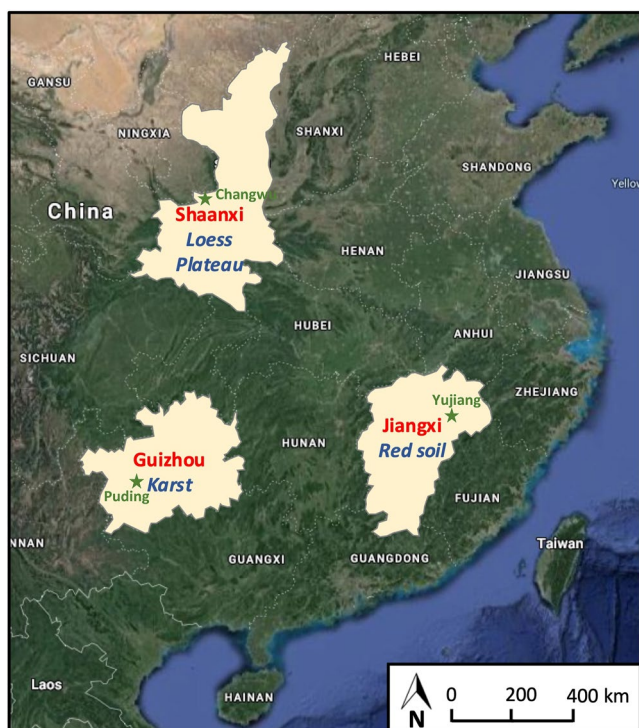 HEBEI
GANSU
NINGXIA
SHANXI
SHANDONG
Changwu
Yellow
China
Shaanxi
Loess
Plateau
HENAN
JIANGSU
HUBEI
ANHUI
SICHUAN
ZHEJIANG
Yujiang
Jiangxi
Red soil
HUNAN
Guizhou
Karst
Puding
FUJIAN
NNAN
Taiwan
GUANGXI
GUANGDONG
Laos
HAINAN
N
0 200 400 km